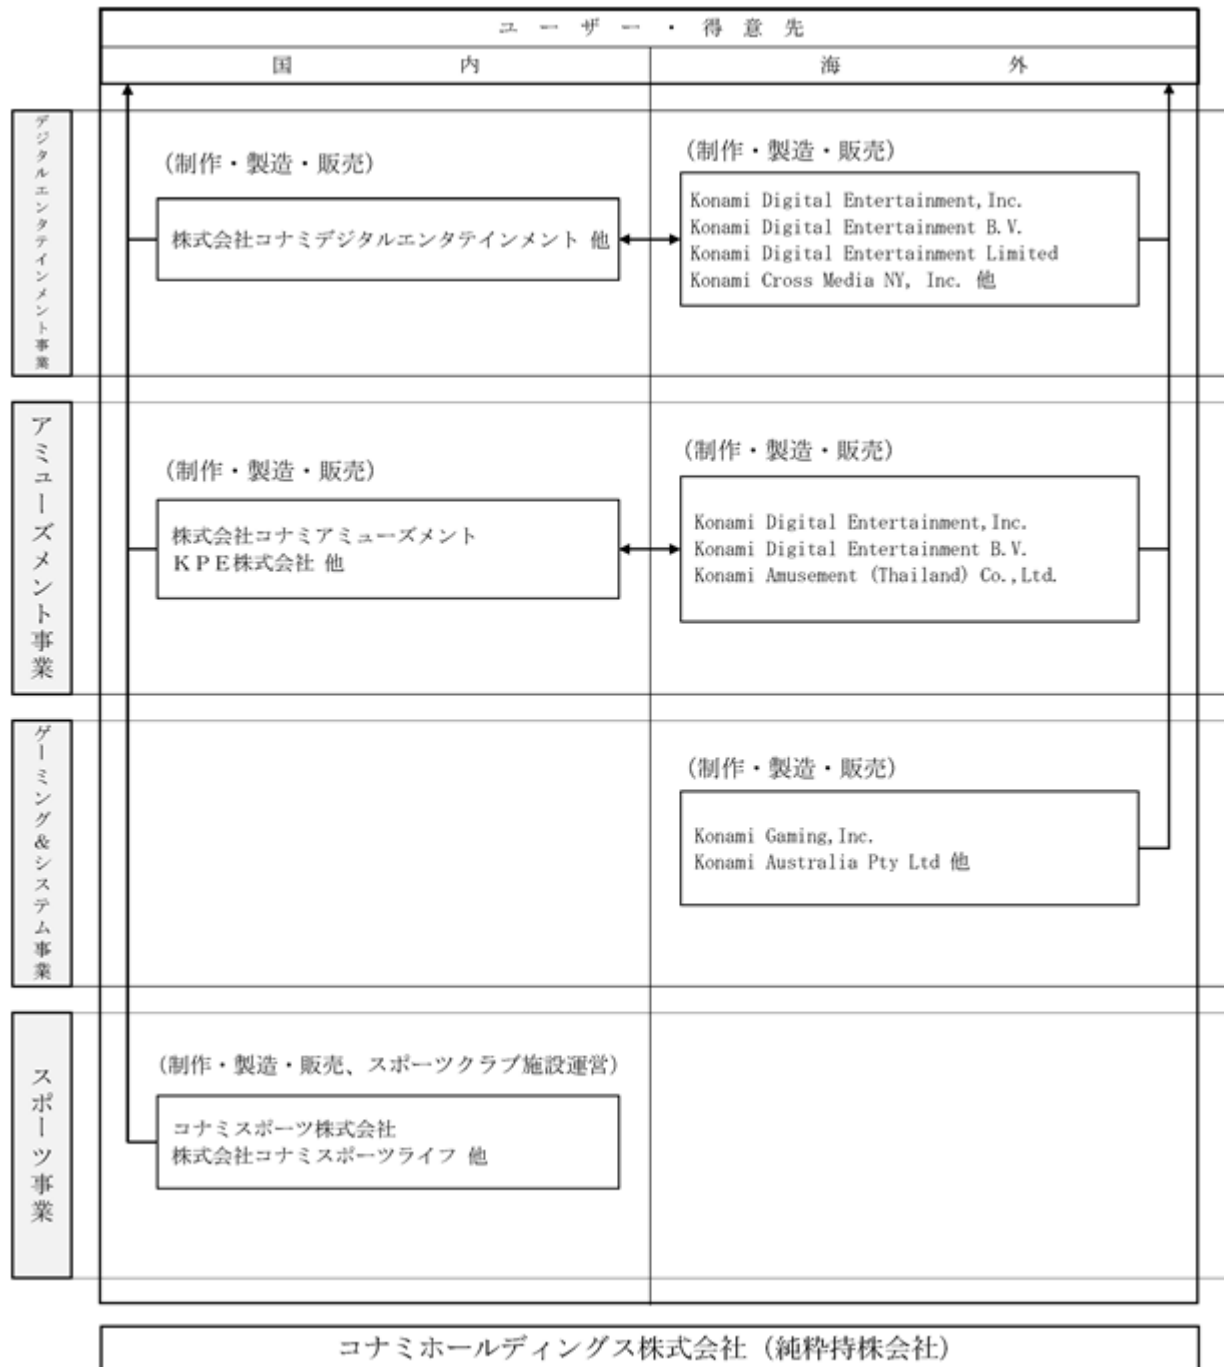 ユーザー・得意先
国内
海外
デジタルエンタテインメント事業
(制作・製造・販売)
株式会社コナミデジタルエンタテインメント 他
(制作・製造・販売)
Konami Digital Entertainment,Inc.
Konami Digital Entertainment B.V.
Konami Digital Entertainment Limited
Konami Cross Media NY, Inc. 他
アミューズメント事業
(制作・製造・販売)
株式会社コナミアミューズメント
KPE株式会社 他
(制作・製造・販売)
Konami Digital Entertainment,Inc.
Konami Digital Entertainment B.V.
Konami Amusement (Thailand) Co.,Ltd.
ゲーミング&システム事業
(制作・製造・販売)
Konami Gaming,Inc.
Konami Australia Pty Ltd 他
スポーツ事業
(制作・製造・販売、スポーツクラブ施設運営)
コナミスポーツ株式会社
株式会社コナミスポーツライフ 他
コナミホールディングス株式会社(純粋持株会社)